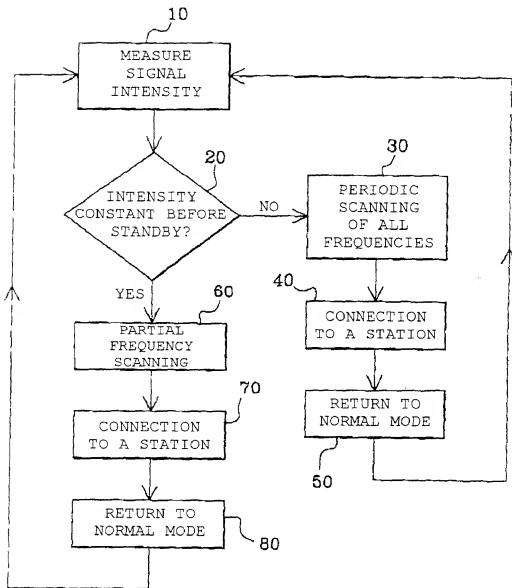 10
MEASURE
SIGNAL
INTENSITY
20
INTENSITY
CONSTANT BEFORE
STANDBY?
NO
30
PERIODIC
SCANNING
OF ALL
FREQUENCIES
YES
40
CONNECTION
TO A STATION
60
PARTIAL
FREQUENCY
SCANNING
70
CONNECTION
TO A STATION
RETURN TO
NORMAL MODE
50
RETURN TO
NORMAL MODE
80